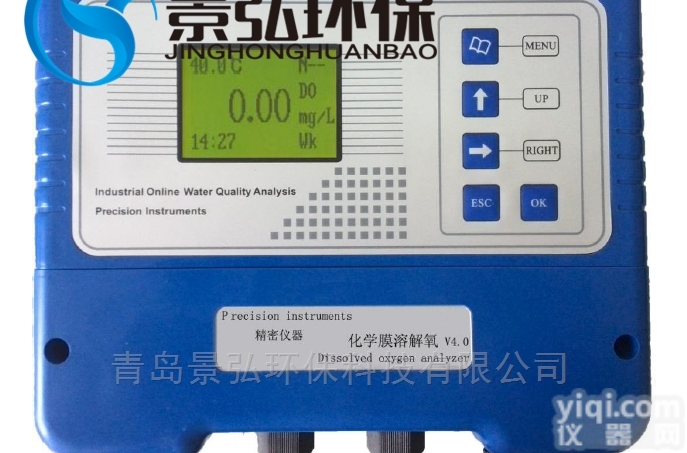 景弘环保
JINGHONGHUANBAO
40.0℃ N--
0.00 DO
mg/L
14:27 Wk
MENU
UP
RIGHT
ESC OK
Industrial Online Water Quality Analysis
Precision Instruments
Precision instruments
精密仪器 化学膜溶解氧 V4.0
Dissolved oxygen analyzer
青岛景弘环保科技有限公司
yiqi.com.cn
仪器网